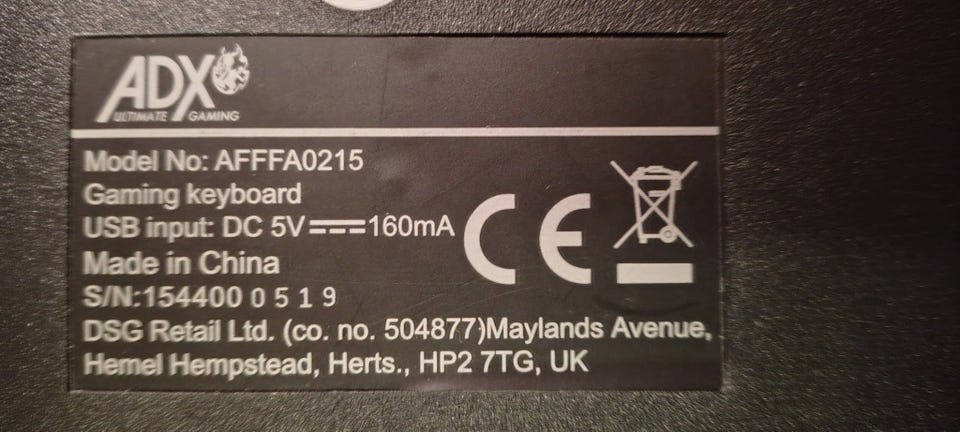 ADX
ULTIMATE GAMING
Model No: AFFFA0215
Gaming keyboard
USB input: DC 5V⎓160mA
Made in China
S/N:154400 0 5 1 9
DSG Retail Ltd. (co. no. 504877)Maylands Avenue,
Hemel Hempstead, Herts., HP2 7TG, UK
CE